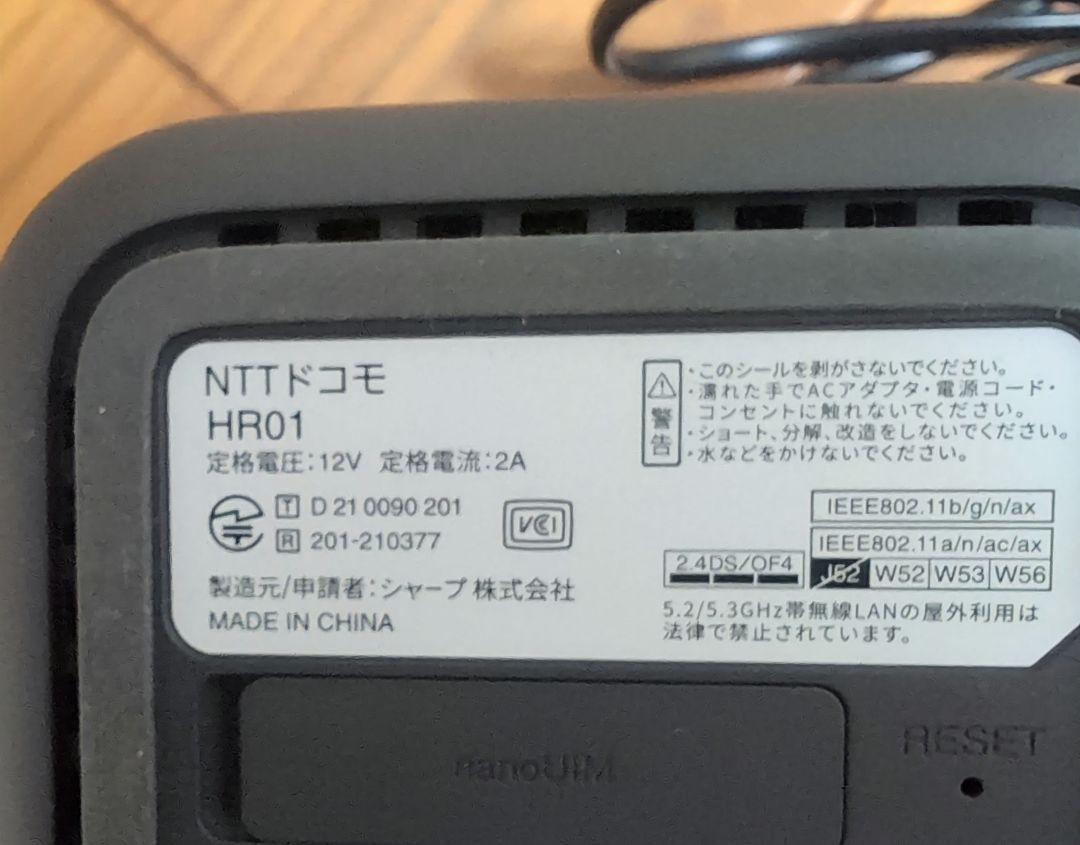 NTTドコモ
HR01
定格電圧：12V 定格電流：2A
T D 21 0090 201
R 201-210377
VCI
製造元/申請者：シャープ株式会社
MADE IN CHINA
警告
・このシールを剥がさないでください。
・濡れた手でACアダプタ・電源コード・
コンセントに触れないでください。
・ショート、分解、改造をしないでください。
・水などをかけないでください。
IEEE802.11b/g/n/ax
IEEE802.11a/n/ac/ax
2.4DS/OF4
J52 W52 W53 W56
5.2/5.3GHz帯無線LANの屋外利用は
法律で禁止されています。
nanoUIM
RESET